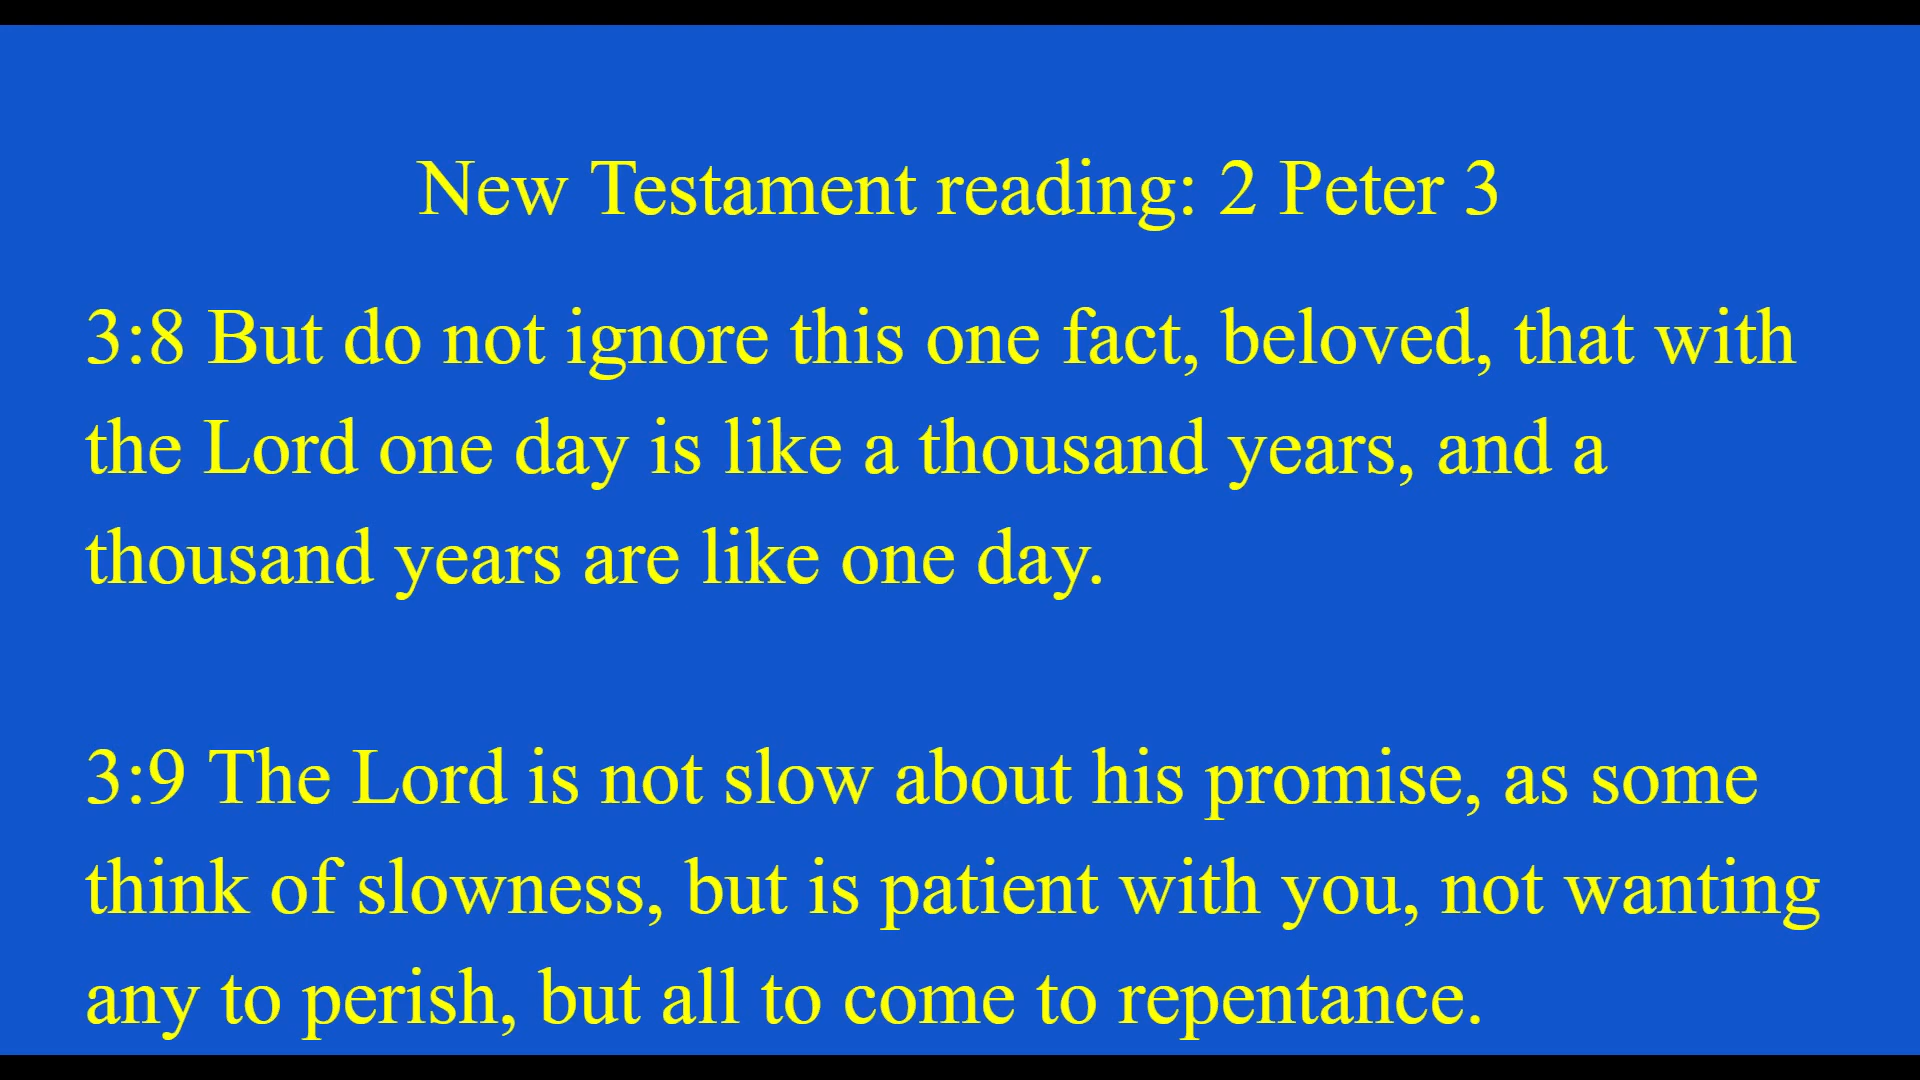 New Testament reading: 2 Peter 3
3:8 But do not ignore this one fact, beloved, that with
the Lord one day is like a thousand years, and a
thousand years are like one day.
3:9 The Lord is not slow about his promise, as some
think of slowness, but is patient with you, not wanting
any to perish, but all to come to repentance.